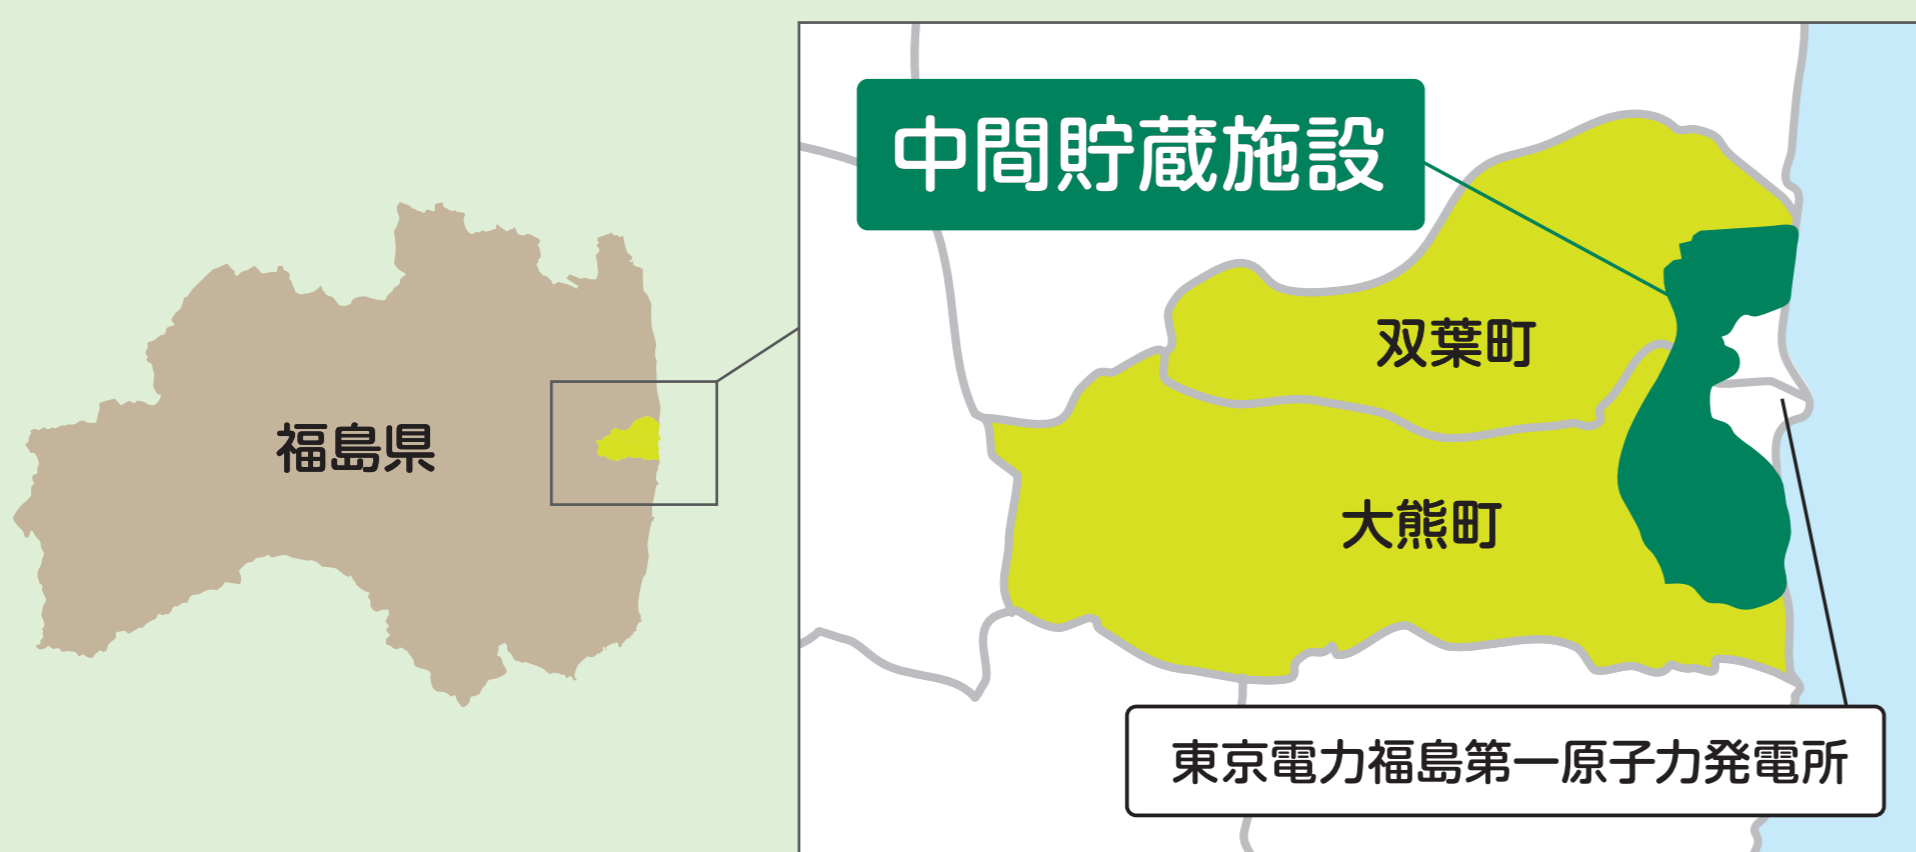 福島県
中間貯蔵施設
双葉町
大熊町
東京電力福島第一原子力発電所